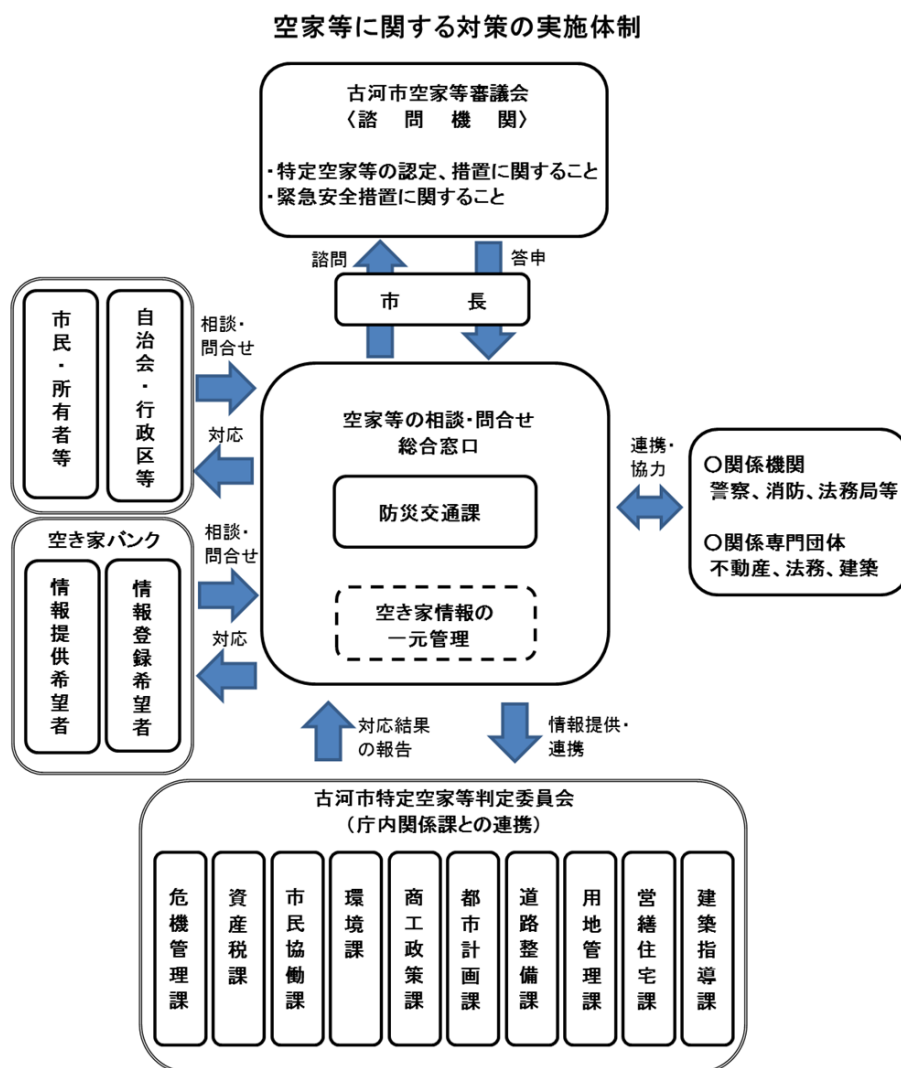 空家等に関する対策の実施体制
古河市空家等審議会
〈諮　問　機　関〉
・特定空家等の認定、措置に関すること
・緊急安全措置に関すること
諮問
答申
市　　長
市民・所有者等
自治会・行政区等
相談・
問合せ
対応
空家等の相談・問合せ
総合窓口
防災交通課
空き家情報の
一元管理
連携・
協力
〇関係機関
警察、消防、法務局等
〇関係専門団体
不動産、法務、建築
空き家バンク
情報提供希望者
情報登録希望者
相談・
問合せ
対応
対応結果
の報告
情報提供・
連携
古河市特定空家等判定委員会
（庁内関係課との連携）
危機管理課
資産税課
市民協働課
環境課
商工政策課
都市計画課
道路整備課
用地管理課
営繕住宅課
建築指導課